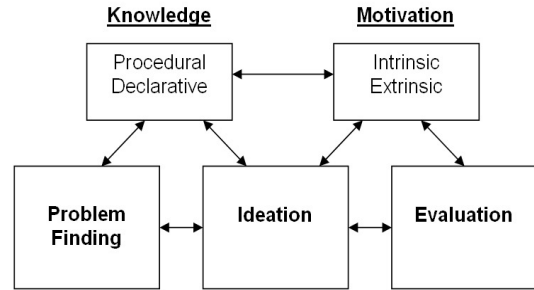 Knowledge
Motivation
Procedural
Declarative
Intrinsic
Extrinsic
Problem
Finding
Ideation
Evaluation